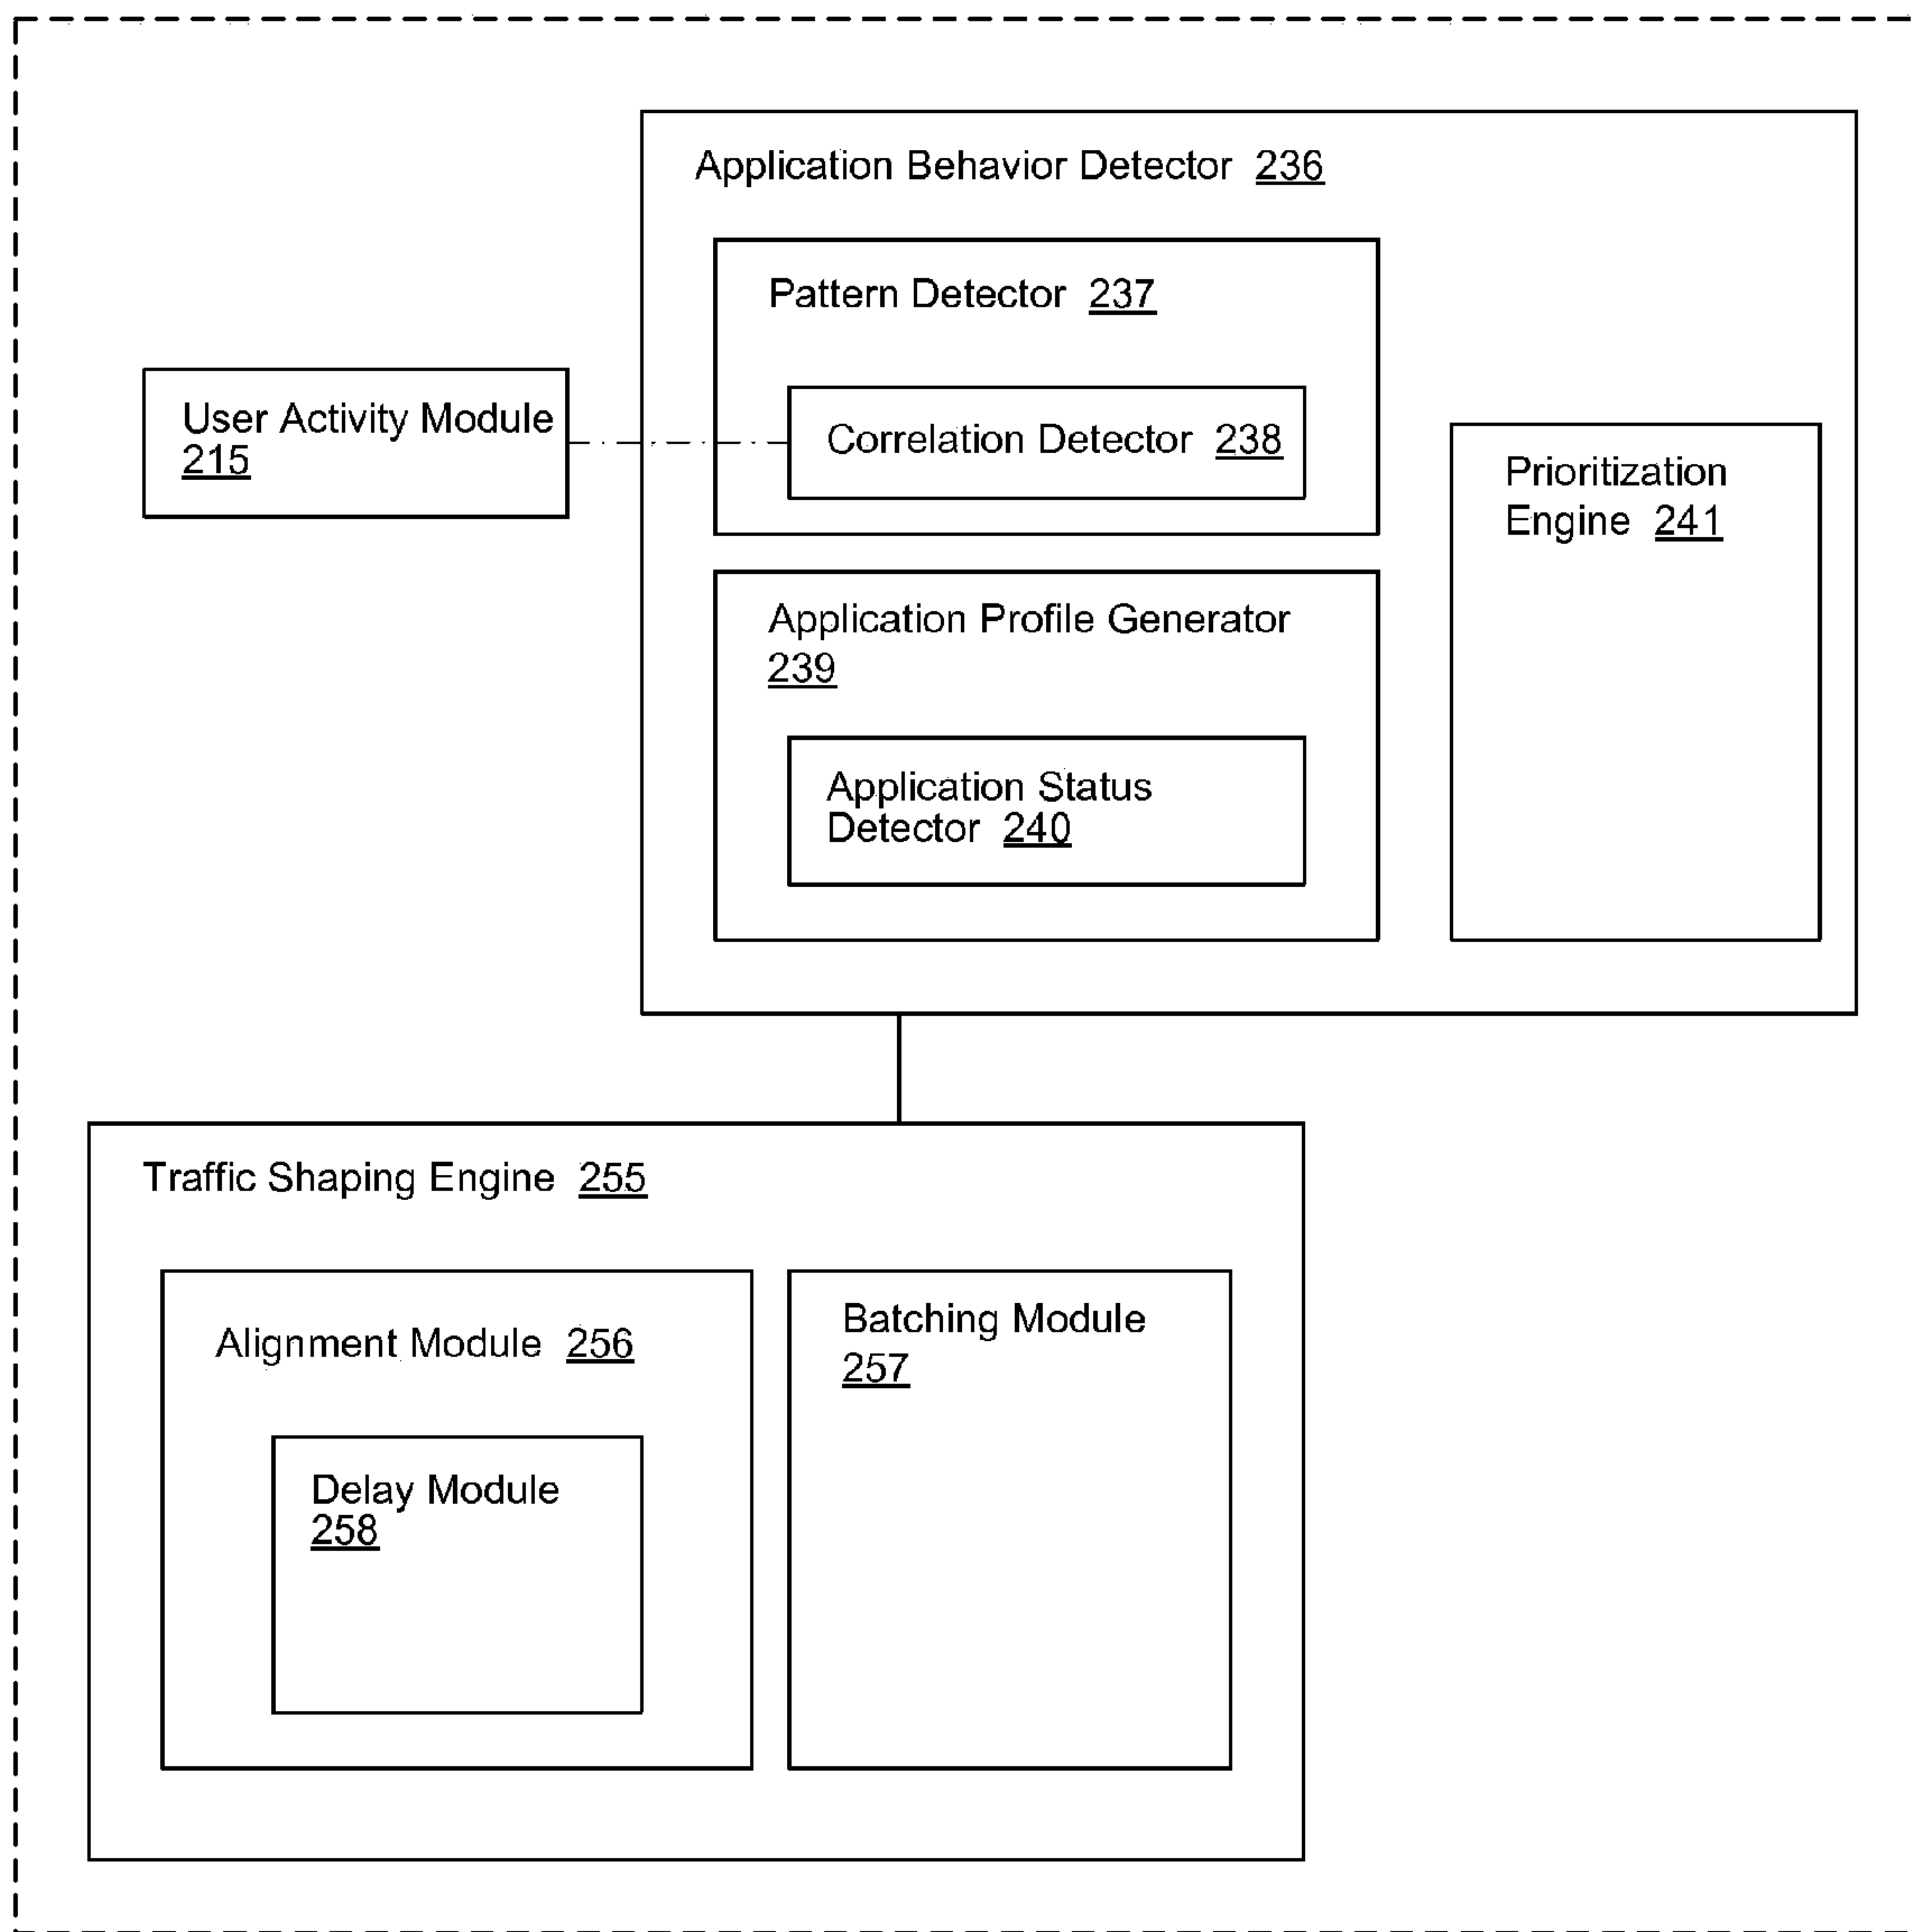 Application Behavior Detector 236
Pattern Detector 237
User Activity Module
215
Correlation Detector 238
Prioritization
Engine 241
Application Profile Generator
239
Application Status
Detector 240
Traffic Shaping Engine 255
Alignment Module 256
Batching Module
257
Delay Module
258